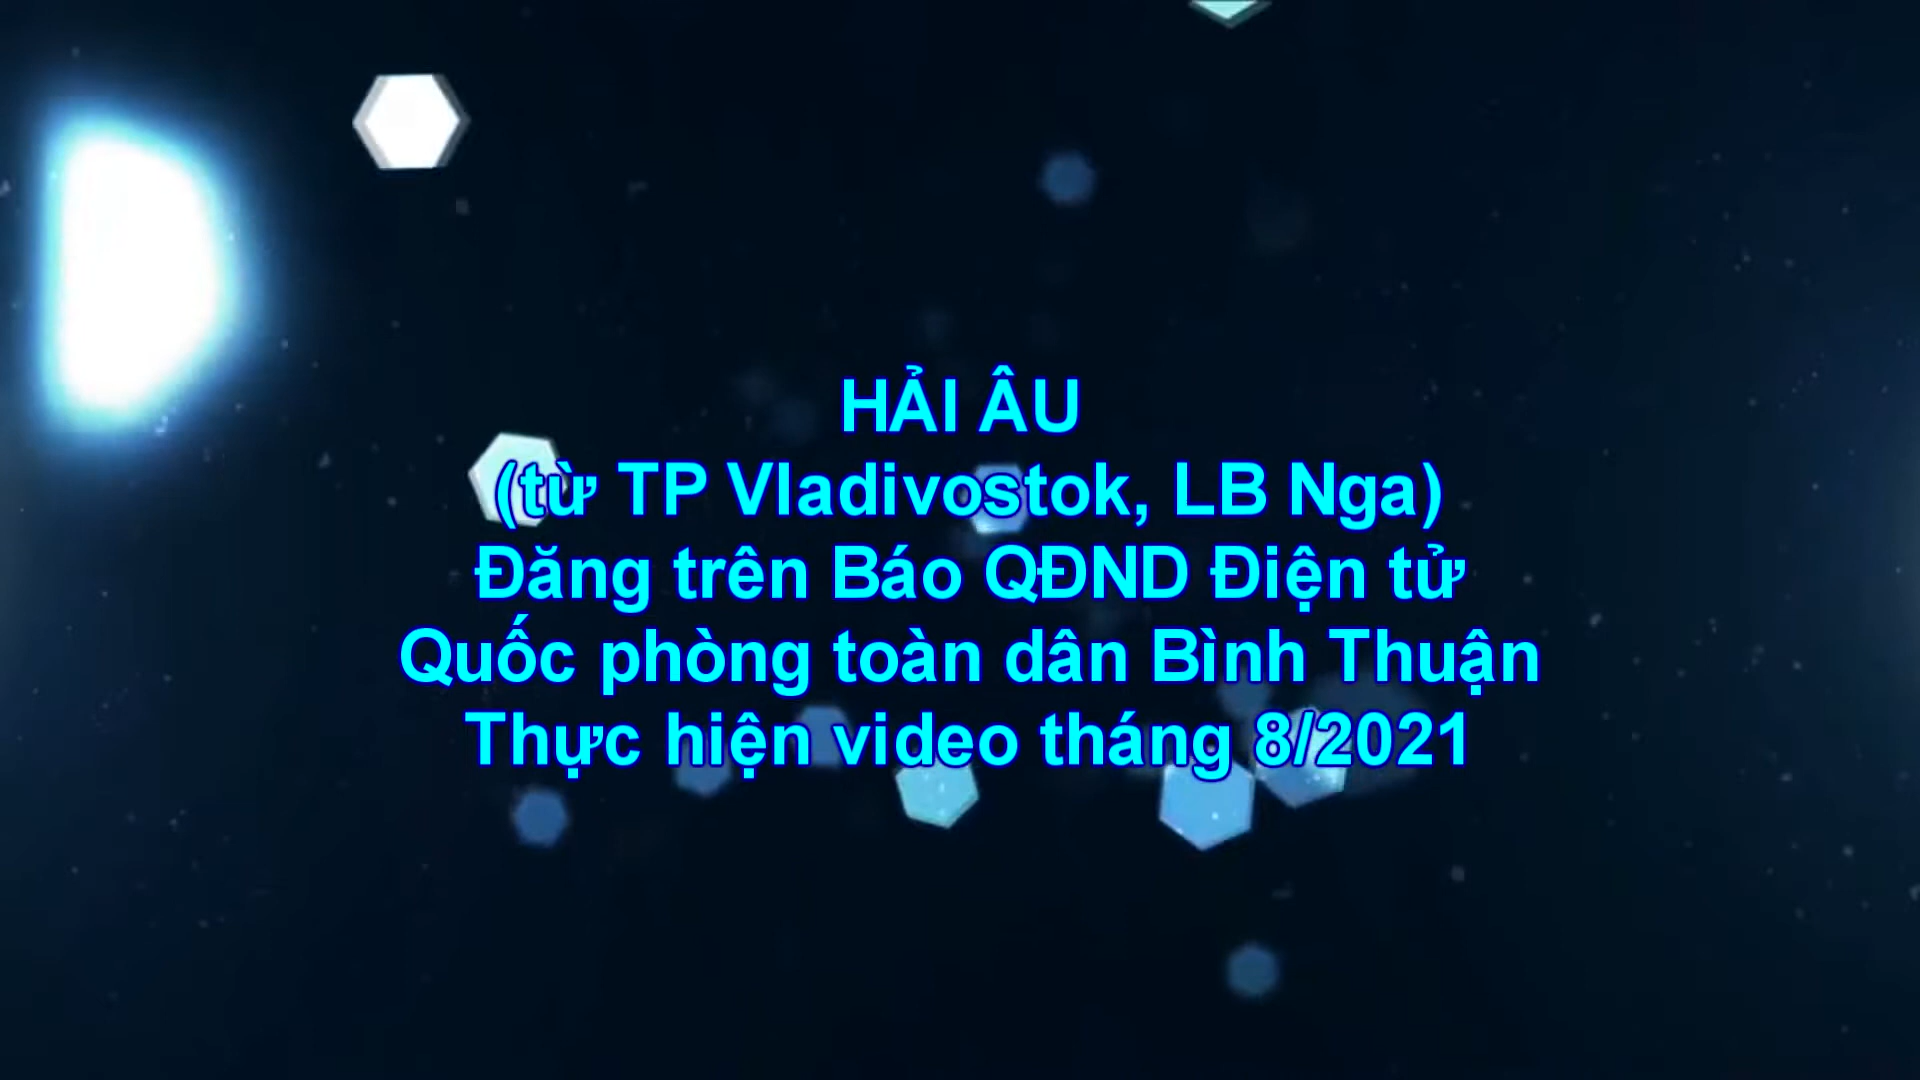 HẢI ÂU
(từ TP Vladivostok, LB Nga)
Đăng trên Báo QĐND Điện tử
Quốc phòng toàn dân Bình Thuận
Thực hiện video tháng 8/2021